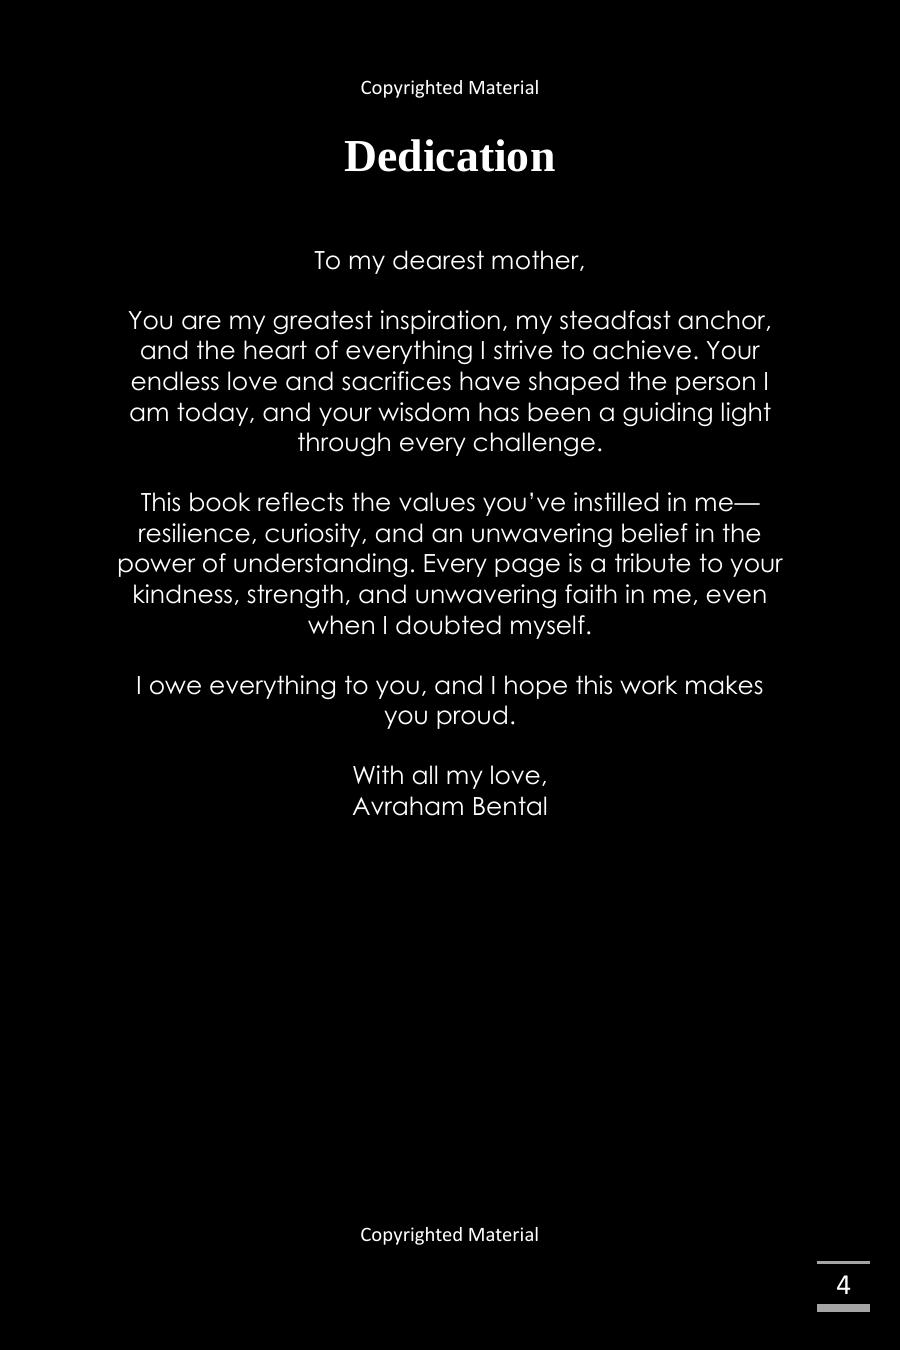 Copyrighted Material
Dedication
To my dearest mother,
You are my greatest inspiration, my steadfast anchor,
and the heart of everything I strive to achieve. Your
endless love and sacrifices have shaped the person I
am today, and your wisdom has been a guiding light
through every challenge.
This book reflects the values you’ve instilled in me—
resilience, curiosity, and an unwavering belief in the
power of understanding. Every page is a tribute to your
kindness, strength, and unwavering faith in me, even
when I doubted myself.
I owe everything to you, and I hope this work makes
you proud.
With all my love,
Avraham Bental
Copyrighted Material
4